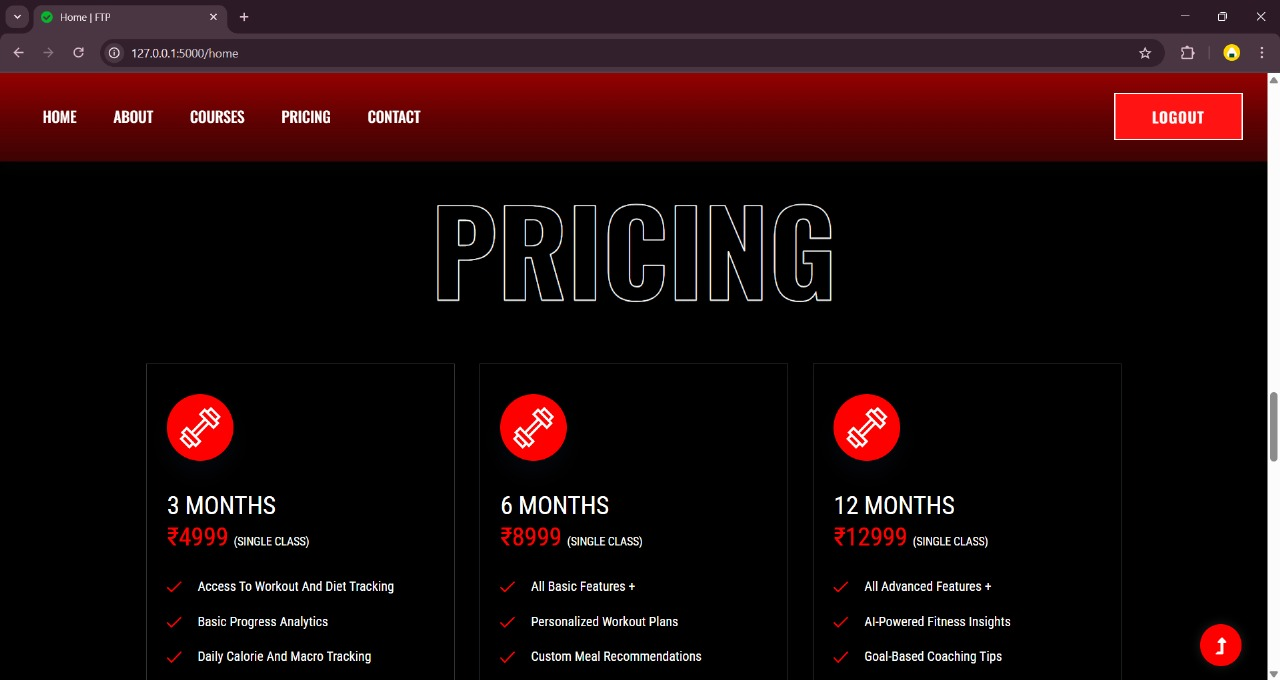 Home | FTP
127.0.0.1:5000/home
HOME ABOUT COURSES PRICING CONTACT LOGOUT
PRICING
3 MONTHS
₹4999 (SINGLE CLASS)
Access To Workout And Diet Tracking
Basic Progress Analytics
Daily Calorie And Macro Tracking
6 MONTHS
₹8999 (SINGLE CLASS)
All Basic Features +
Personalized Workout Plans
Custom Meal Recommendations
12 MONTHS
₹12999 (SINGLE CLASS)
All Advanced Features +
AI-Powered Fitness Insights
Goal-Based Coaching Tips